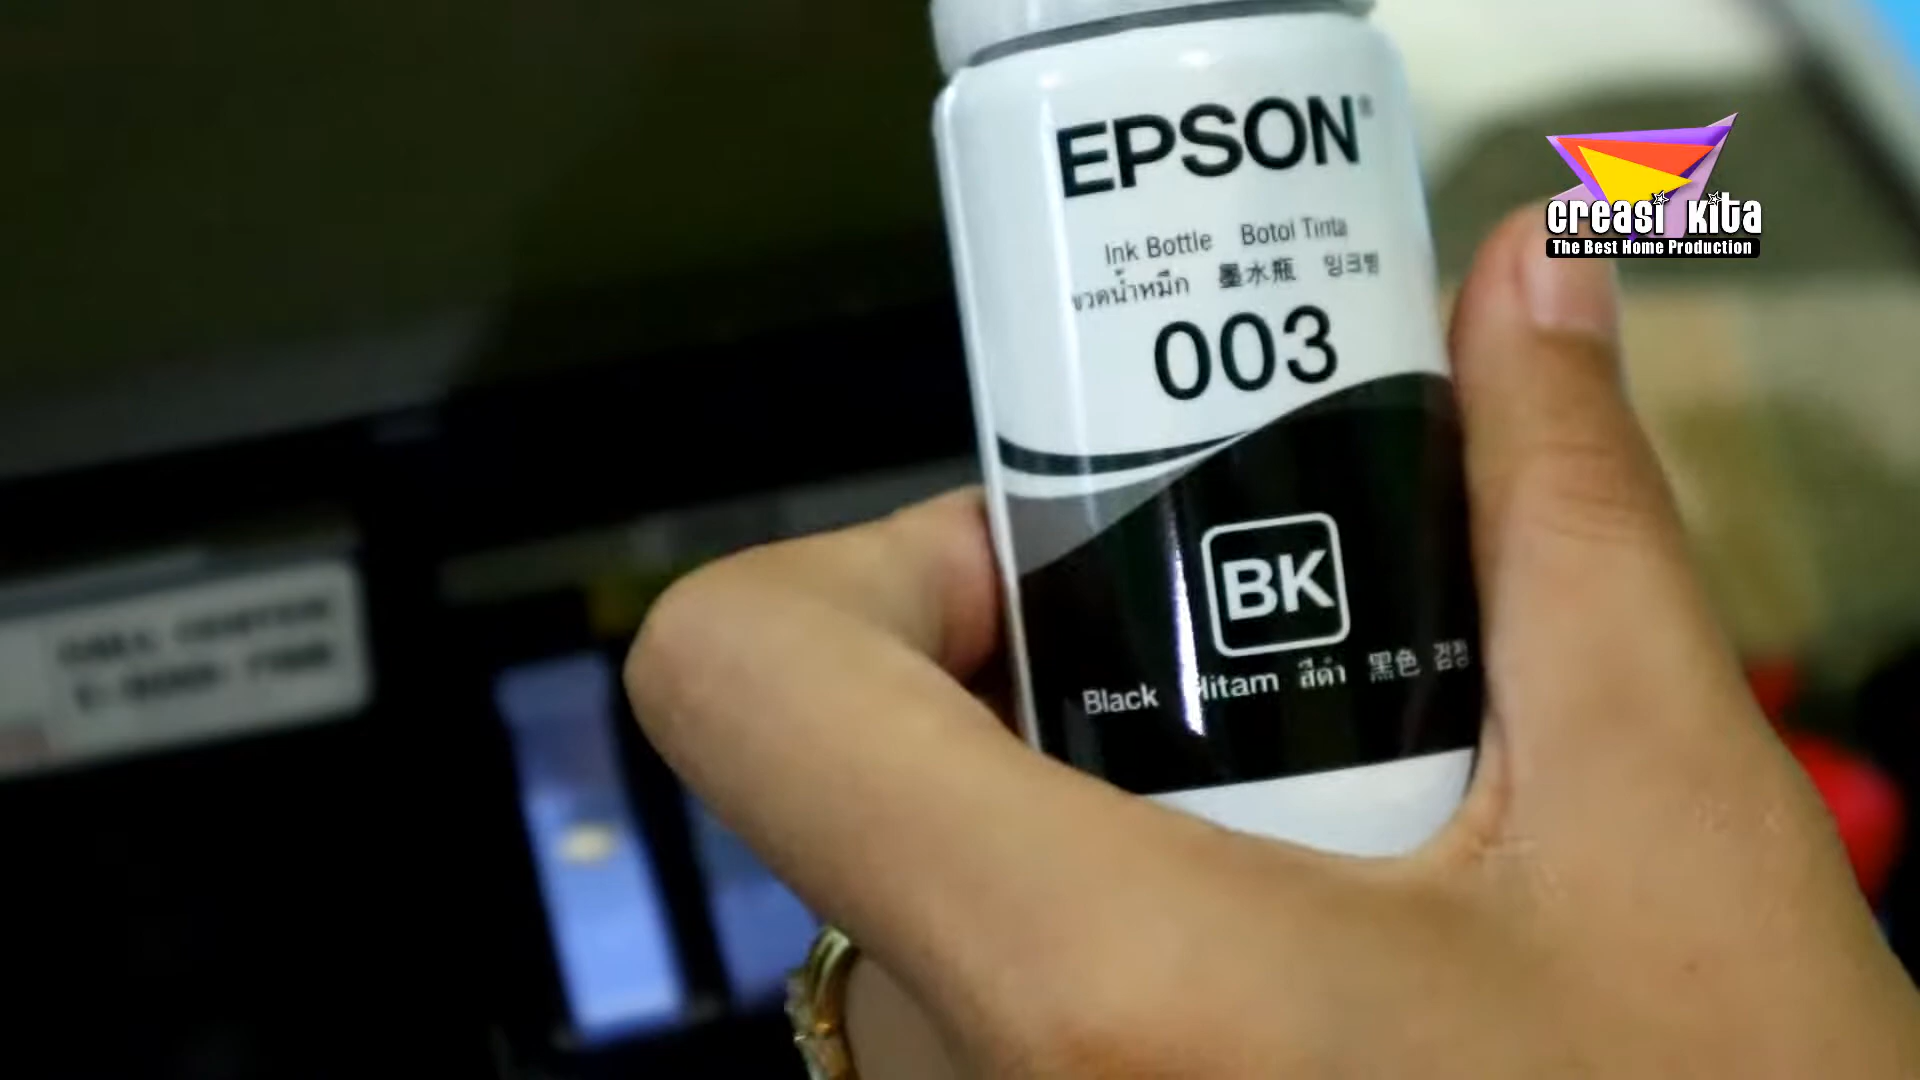 EPSON®
Ink Bottle Botol Tinta
ขวดน้ำหมึก 墨水瓶 잉크병
003
BK
Black Hitam สีดำ 黑色 검정
creasi kita
The Best Home Production